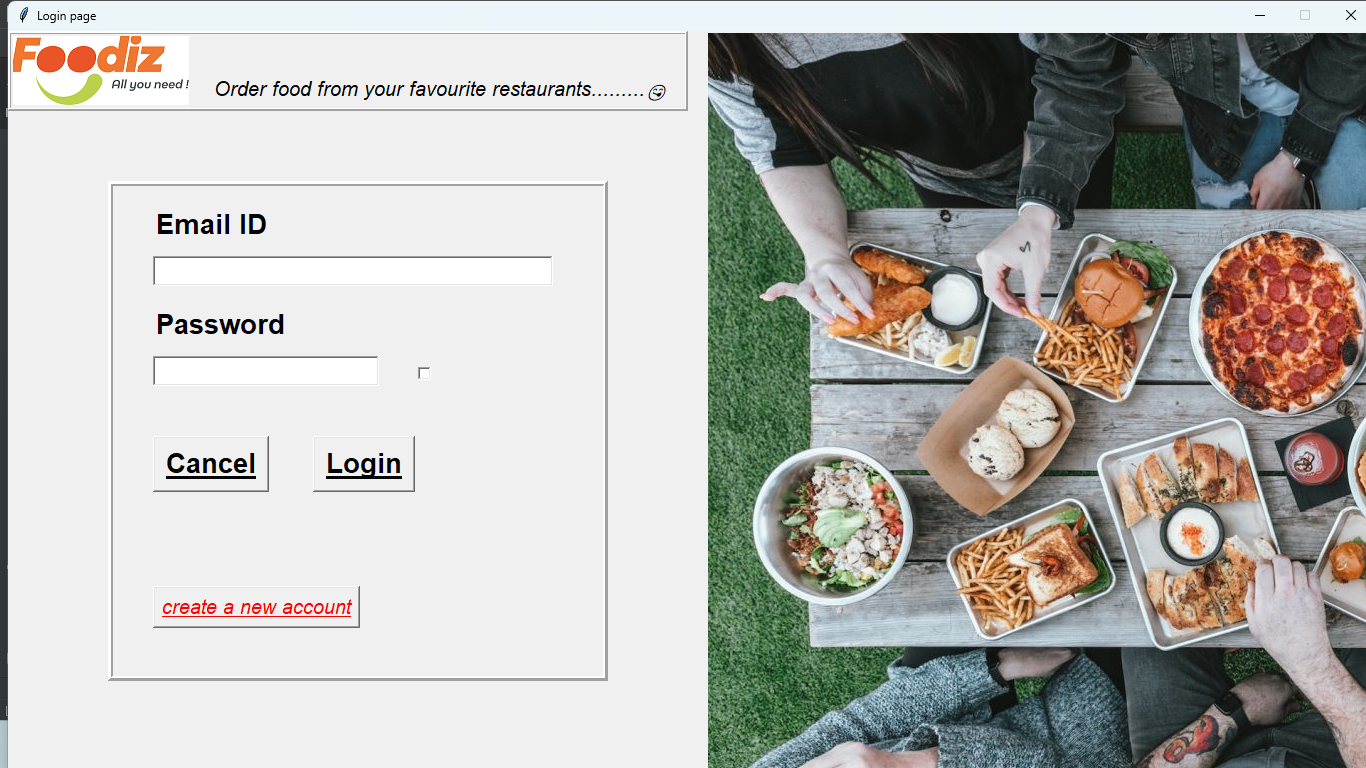 Login page
Foodiz
All you need !
Order food from your favourite restaurants.........😋
Email ID
Password
Cancel
Login
create a new account